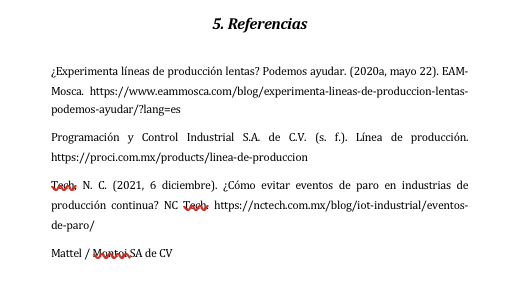 5. Referencias
¿Experimenta líneas de producción lentas? Podemos ayudar. (2020a, mayo 22). EAM-
Mosca. https://www.eammosca.com/blog/experimenta-lineas-de-produccion-lentas-
podemos-ayudar/?lang=es
Programación y Control Industrial S.A. de C.V. (s. f.). Línea de producción.
https://proci.com.mx/products/linea-de-produccion
Tech, N. C. (2021, 6 diciembre). ¿Cómo evitar eventos de paro en industrias de
producción continua? NC Tech. https://nctech.com.mx/blog/iot-industrial/eventos-
de-paro/
Mattel / Montoi SA de CV